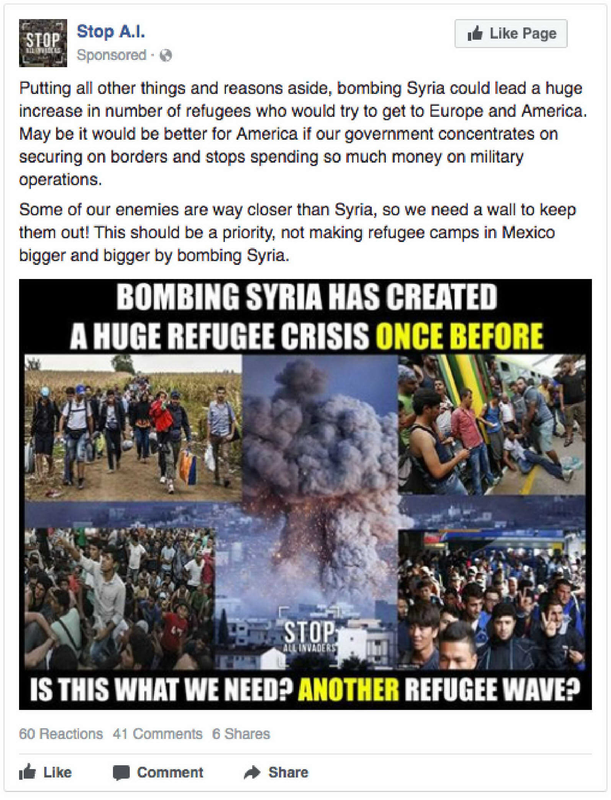 STOP
ALL INVADERS
Stop A.I.
Sponsored ·
Like Page
Putting all other things and reasons aside, bombing Syria could lead a huge
increase in number of refugees who would try to get to Europe and America.
May be it would be better for America if our government concentrates on
securing on borders and stops spending so much money on military
operations.
Some of our enemies are way closer than Syria, so we need a wall to keep
them out! This should be a priority, not making refugee camps in Mexico
bigger and bigger by bombing Syria.
BOMBING SYRIA HAS CREATED
A HUGE REFUGEE CRISIS ONCE BEFORE
STOP
ALL INVADERS
IS THIS WHAT WE NEED? ANOTHER REFUGEE WAVE?
60 Reactions 41 Comments 6 Shares
Like Comment Share